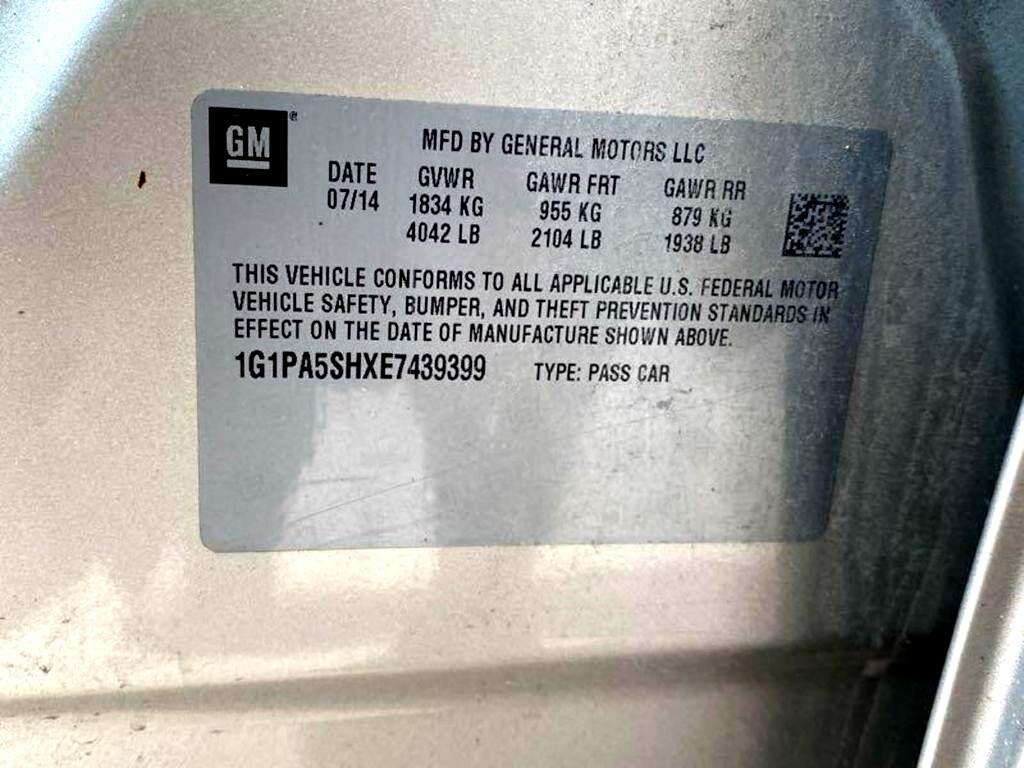 GM®
MFD BY GENERAL MOTORS LLC
DATE GVWR GAWR FRT GAWR RR
07/14 1834 KG 955 KG 879 KG
4042 LB 2104 LB 1938 LB
THIS VEHICLE CONFORMS TO ALL APPLICABLE U.S. FEDERAL MOTOR
VEHICLE SAFETY, BUMPER, AND THEFT PREVENTION STANDARDS IN
EFFECT ON THE DATE OF MANUFACTURE SHOWN ABOVE.
1G1PA5SHXE7439399 TYPE: PASS CAR